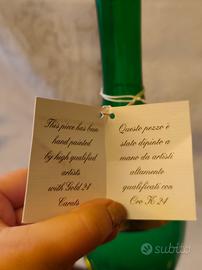 This piece has been
hand painted
by high qualified
artists
with Gold 24
Carats
Questo pezzo è
stato dipinto a
mano da artisti
altamente
qualificati con
Oro K 24
subito